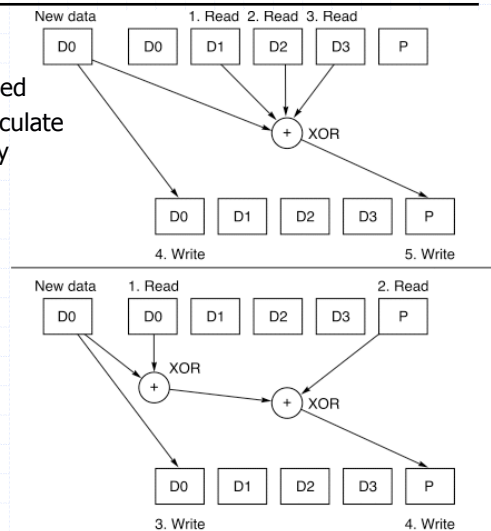 New data 1. Read 2. Read 3. Read
D0 D0 D1 D2 D3 P
ed
culate
y
+ XOR
D0 D1 D2 D3 P
4. Write 5. Write
New data 1. Read 2. Read
D0 D0 D1 D2 D3 P
XOR
+ + XOR
D0 D1 D2 D3 P
3. Write 4. Write